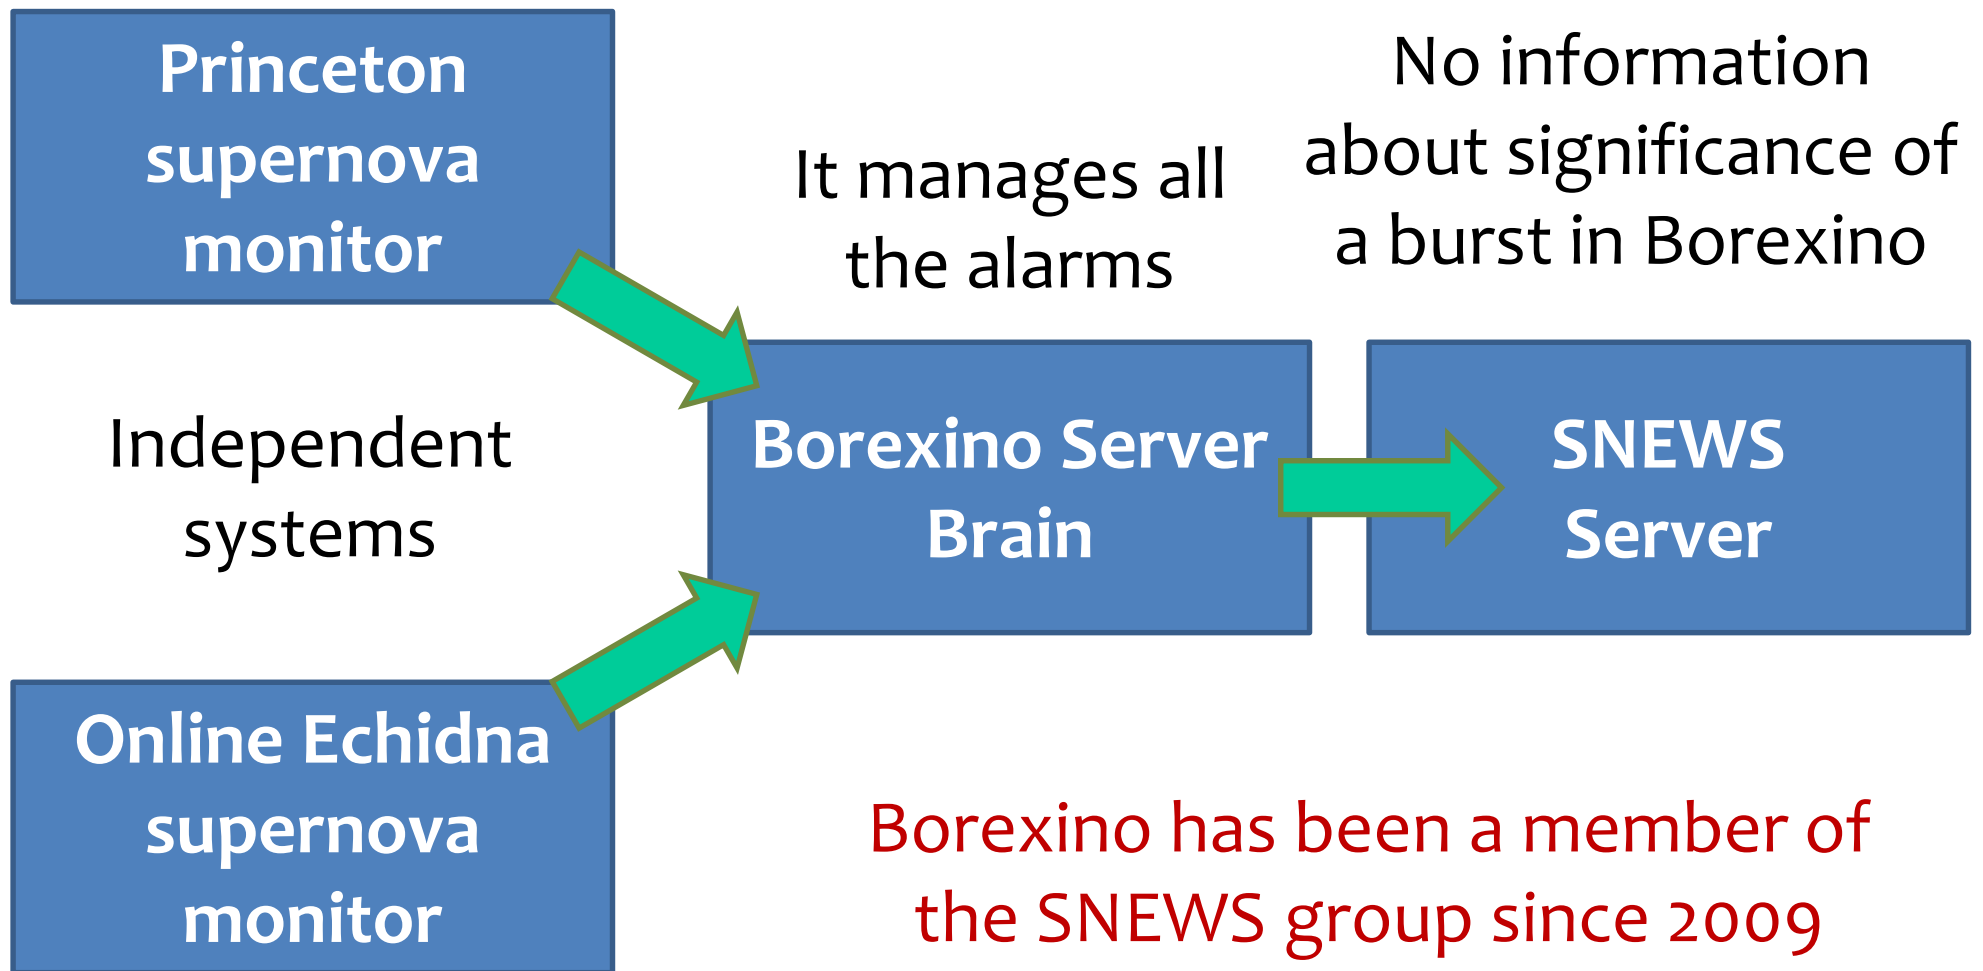 Princeton
supernova
monitor
It manages all
the alarms
No information
about significance of
a burst in Borexino
Independent
systems
Borexino Server
Brain
SNEWS
Server
Online Echidna
supernova
monitor
Borexino has been a member of
the SNEWS group since 2009